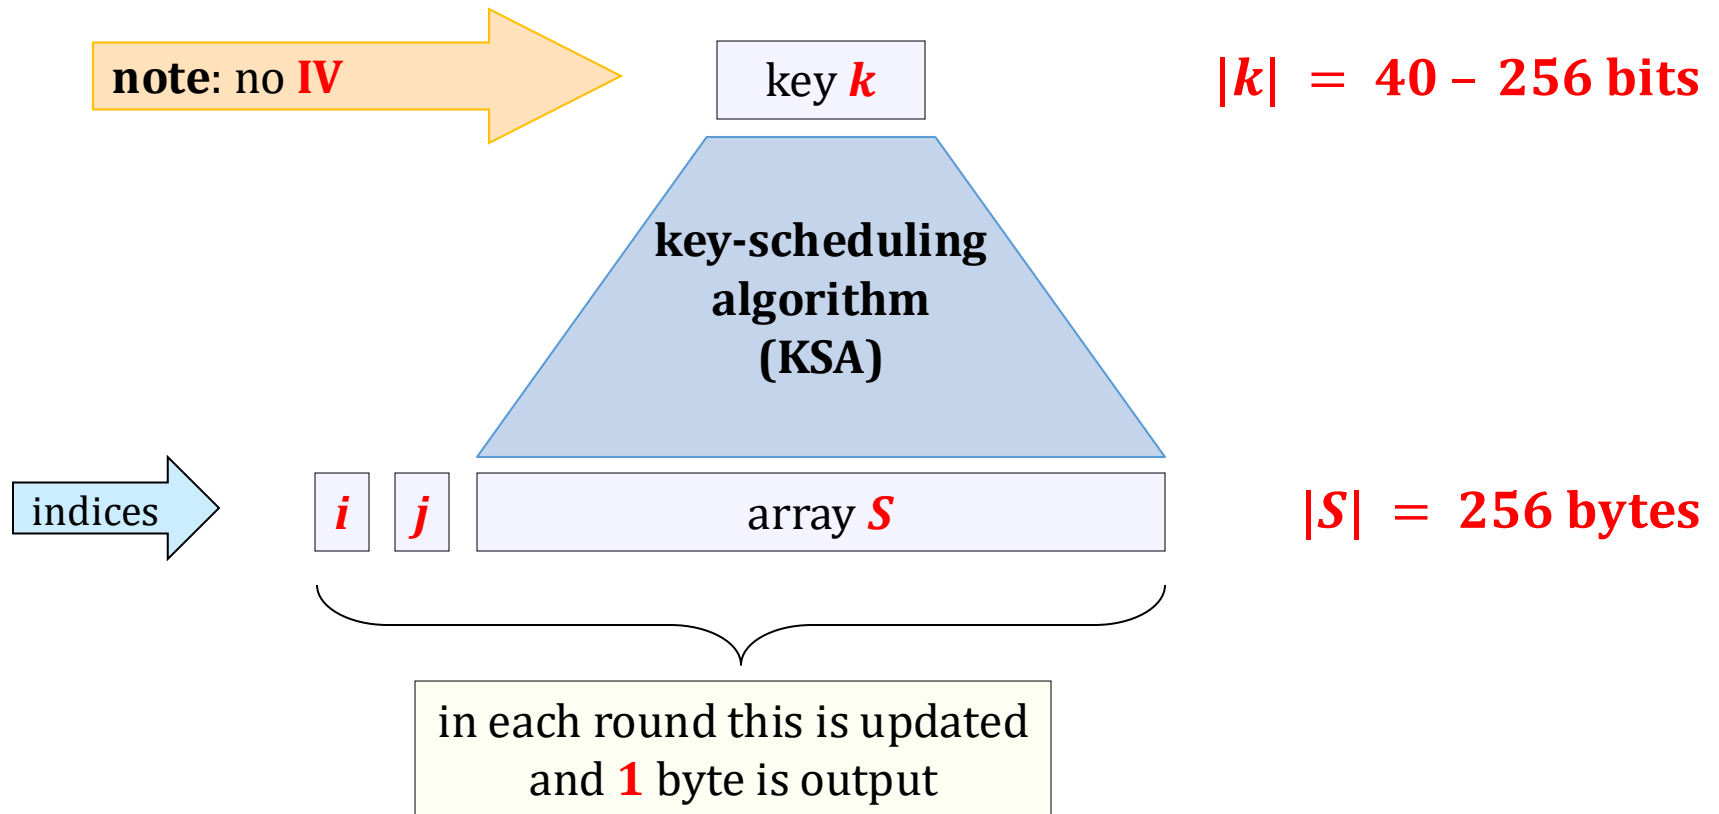 note: no IV
key k
|k| = 40 – 256 bits
key-scheduling
algorithm
(KSA)
indices
i
j
array S
|S| = 256 bytes
in each round this is updated
and 1 byte is output